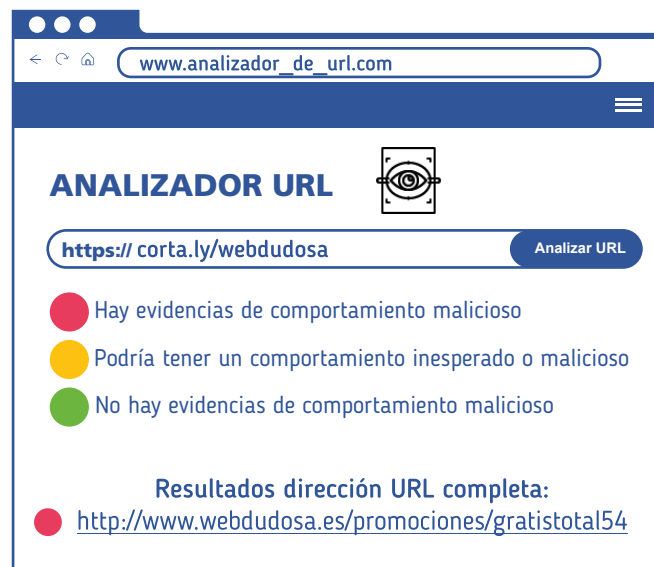 www.analizador_de_url.com
ANALIZADOR URL
https:// corta.ly/webdudosa
Analizar URL
Hay evidencias de comportamiento malicioso
Podría tener un comportamiento inesperado o malicioso
No hay evidencias de comportamiento malicioso
Resultados dirección URL completa:
http://www.webdudosa.es/promociones/gratistotal54